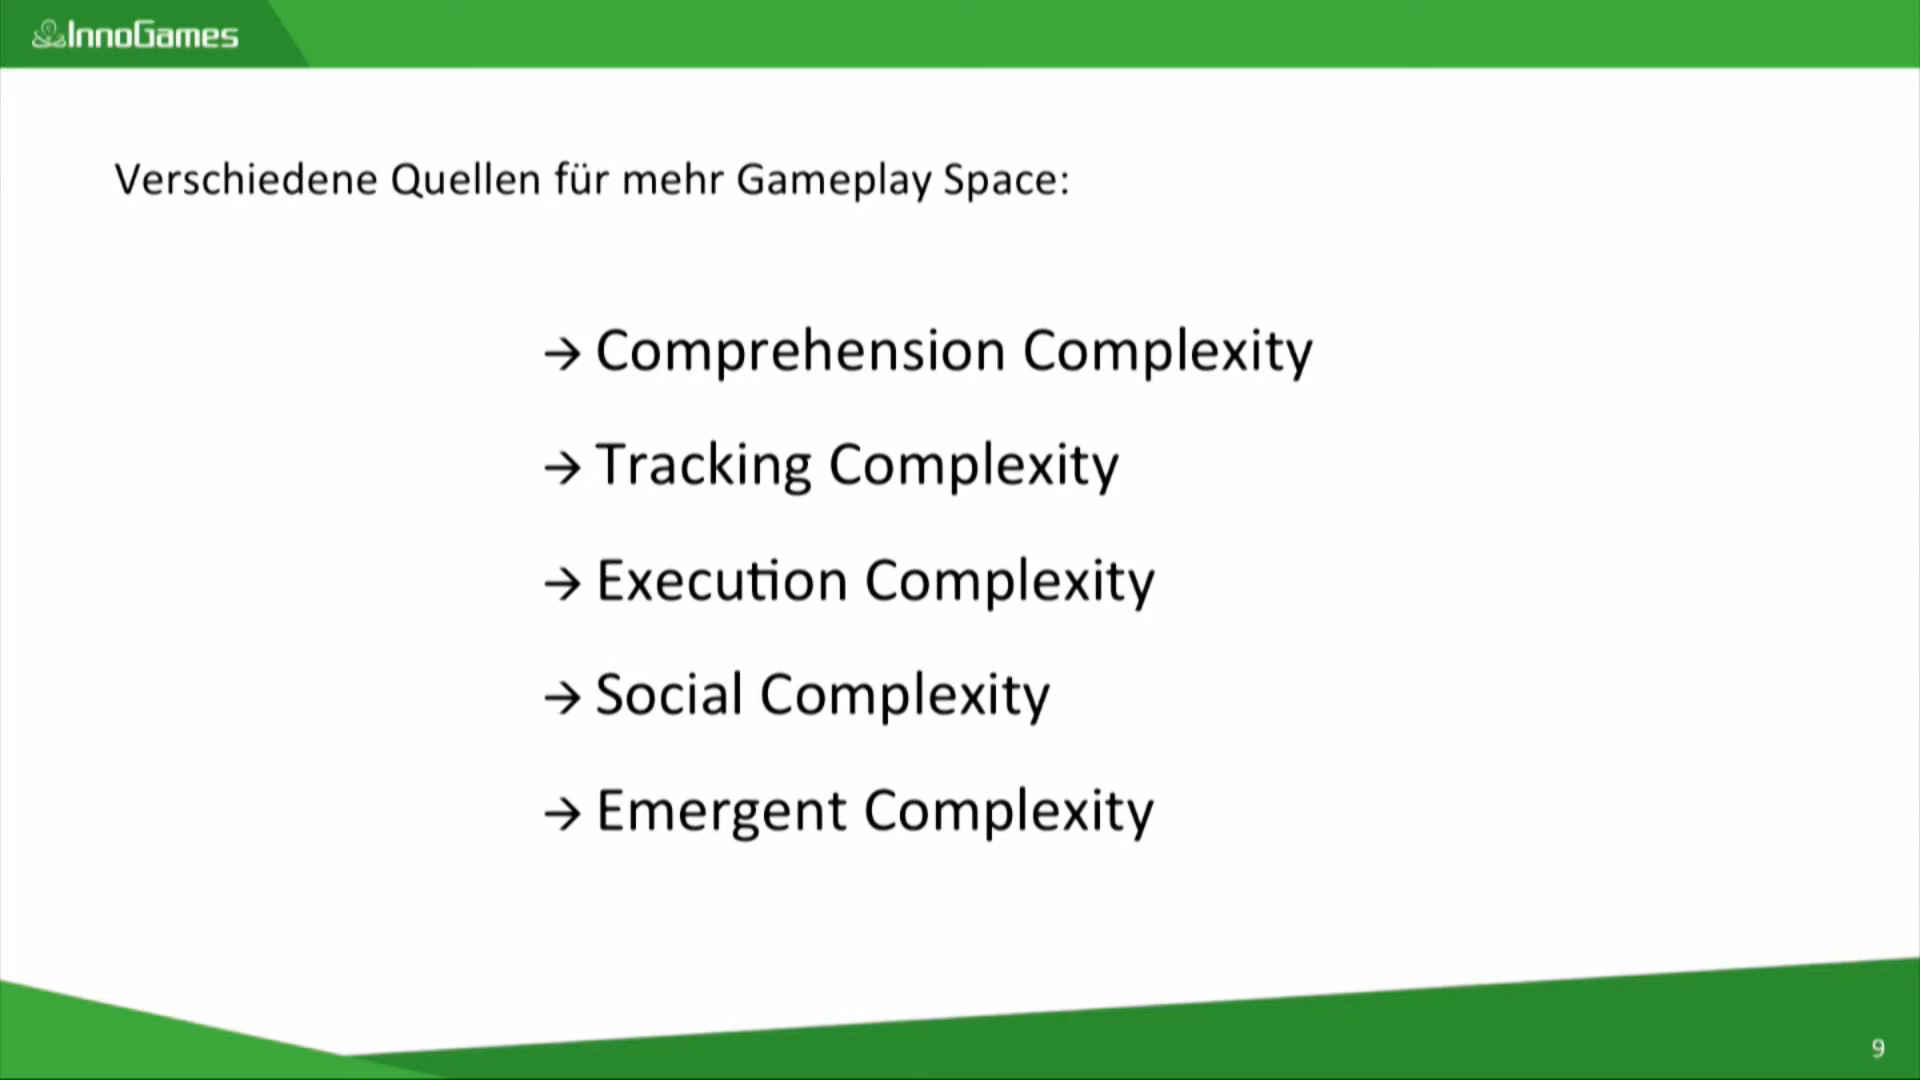 InnoGames
Verschiedene Quellen für mehr Gameplay Space:
→ Comprehension Complexity
→ Tracking Complexity
→ Execution Complexity
→ Social Complexity
→ Emergent Complexity
9